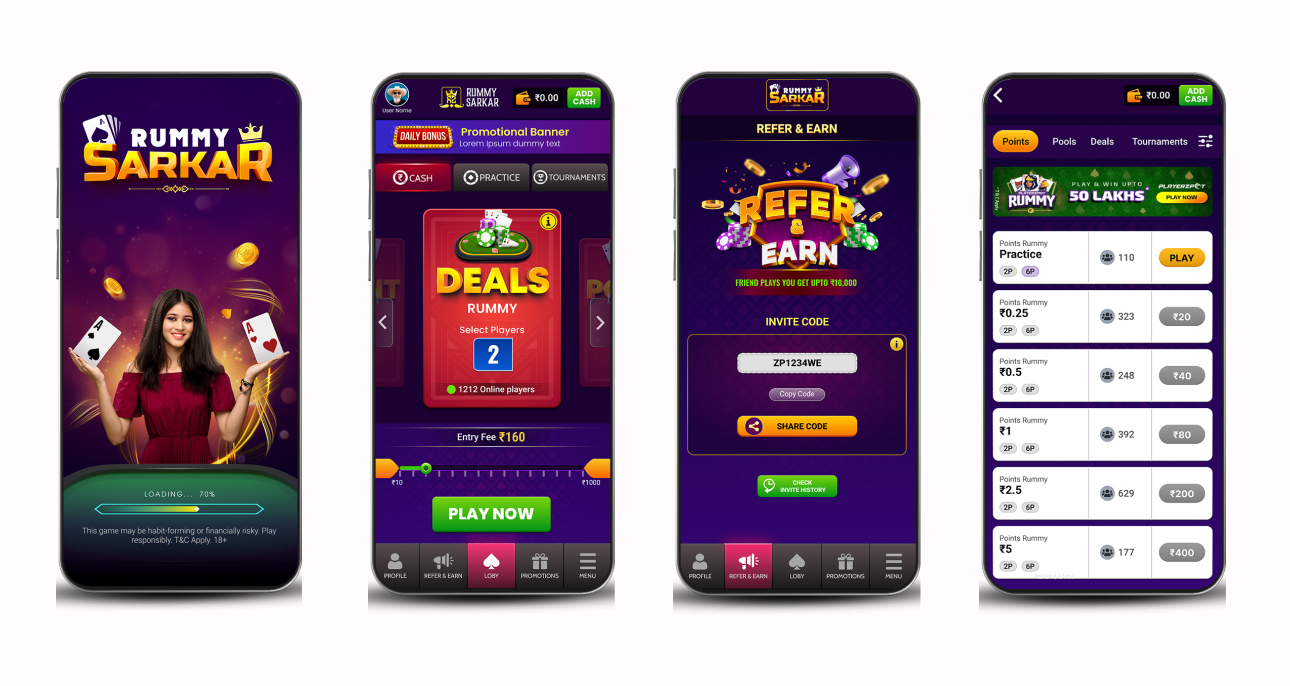 RUMMY
SARKAR
LOADING... 70%
This game may be habit-forming or financially risky. Play
responsibly. T&C Apply. 18+
User Name
RUMMY
SARKAR
₹0.00
ADD
CASH
DAILY BONUS
Promotional Banner
Lorem Ipsum dummy text
CASH
PRACTICE
TOURNAMENTS
DEALS
RUMMY
Select Players
2
1212 Online players
Entry Fee ₹160
₹10
₹1000
PLAY NOW
PROFILE
REFER & EARN
LOBY
PROMOTIONS
MENU
RUMMY
SARKAR
REFER & EARN
REFER
&
EARN
FRIEND PLAYS YOU GET UPTO ₹10,000
INVITE CODE
ZP1234WE
Copy Code
SHARE CODE
CHECK
INVITE HISTORY
PROFILE
REFER & EARN
LOBY
PROMOTIONS
MENU
₹0.00
ADD
CASH
Points
Pools
Deals
Tournaments
RUMMY
PLAY & WIN UPTO
50 LAKHS*
PLAYERZPOT
PLAY NOW
*T&C Apply
Points Rummy
Practice
2P 6P
110
PLAY
Points Rummy
₹0.25
2P 6P
323
₹20
Points Rummy
₹0.5
2P 6P
248
₹40
Points Rummy
₹1
2P 6P
392
₹80
Points Rummy
₹2.5
2P 6P
629
₹200
Points Rummy
₹5
2P 6P
177
₹400